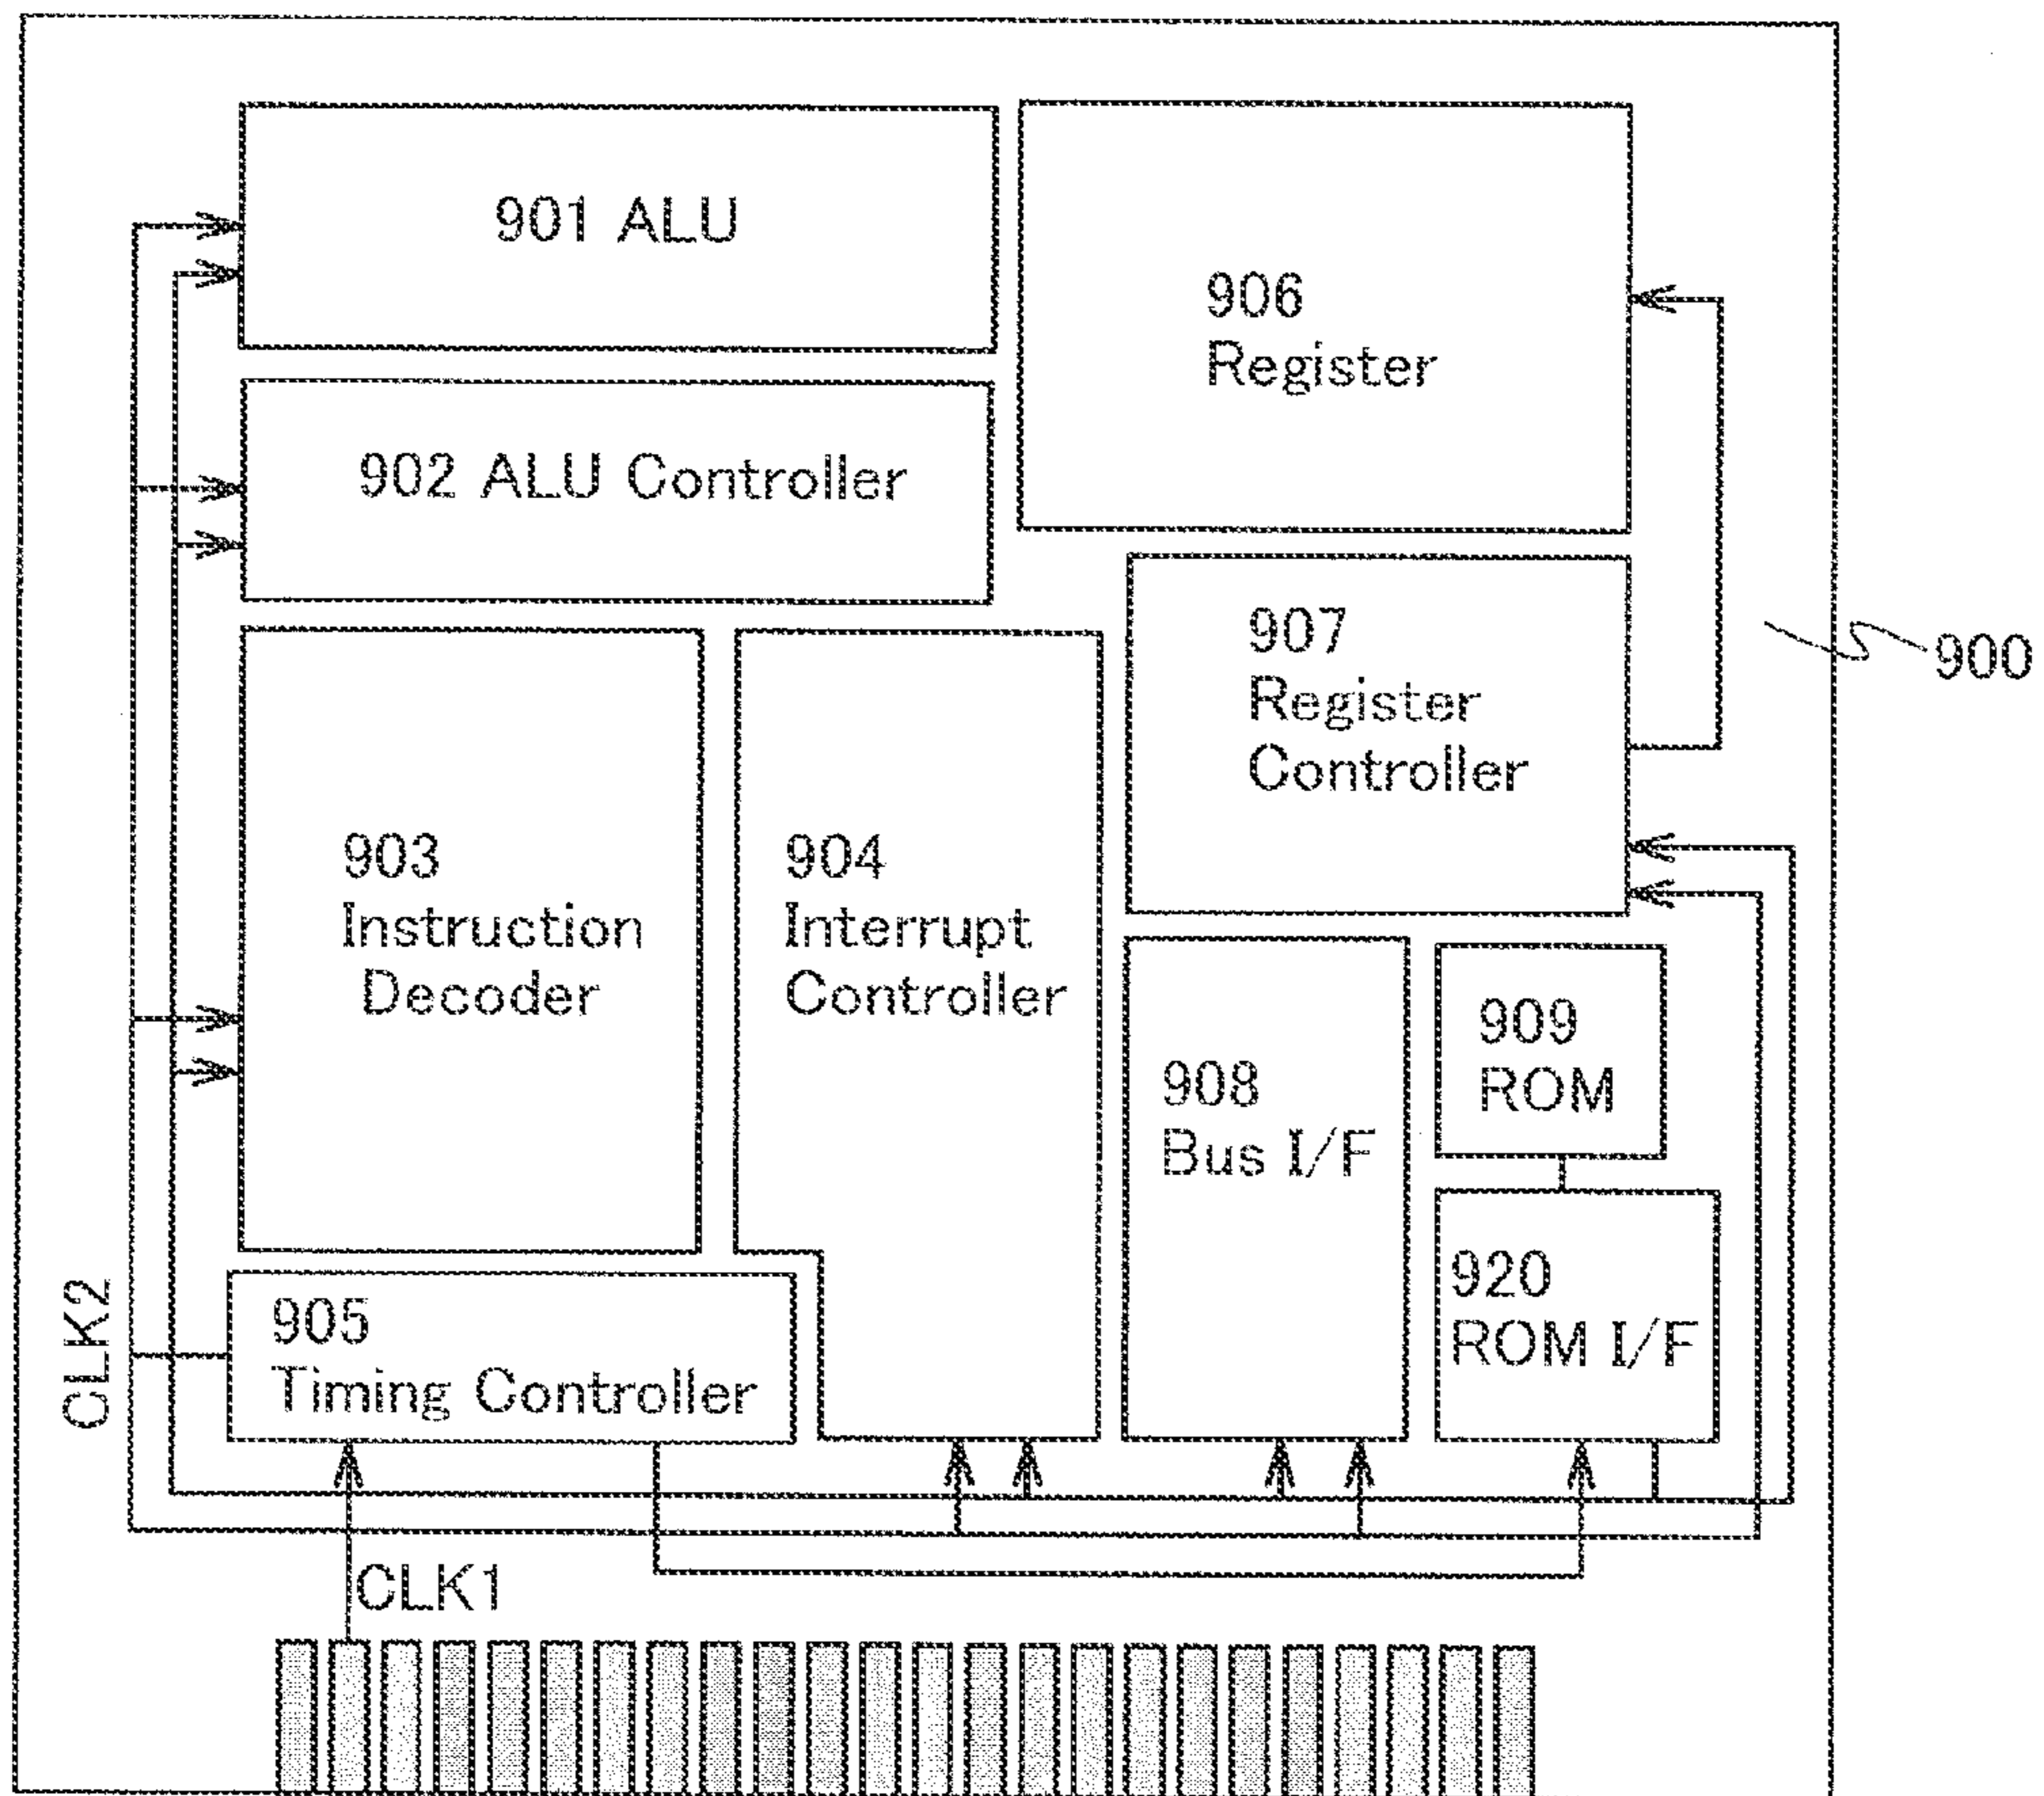 901 ALU
906
Register
902 ALU Controller
907
Register
Controller
900
903
Instruction
Decoder
904
Interrupt
Controller
908
Bus I/F
909
ROM
920
ROM I/F
905
Timing Controller
CLK2
CLK1